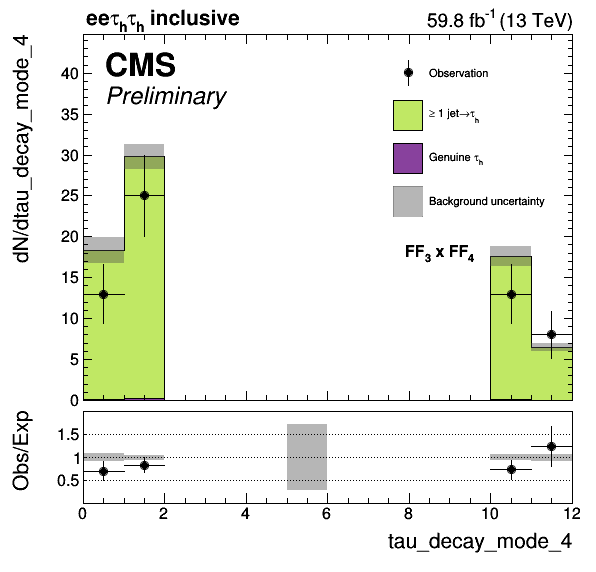 eeτhτh inclusive
59.8 fb-1 (13 TeV)
CMS
Preliminary
Observation
≥ 1 jet→τh
Genuine τh
Background uncertainty
FF3 x FF4
dN/dtau_decay_mode_4
40
35
30
25
20
15
10
5
0
Obs/Exp
1.5
1
0.5
0 2 4 6 8 10 12
tau_decay_mode_4